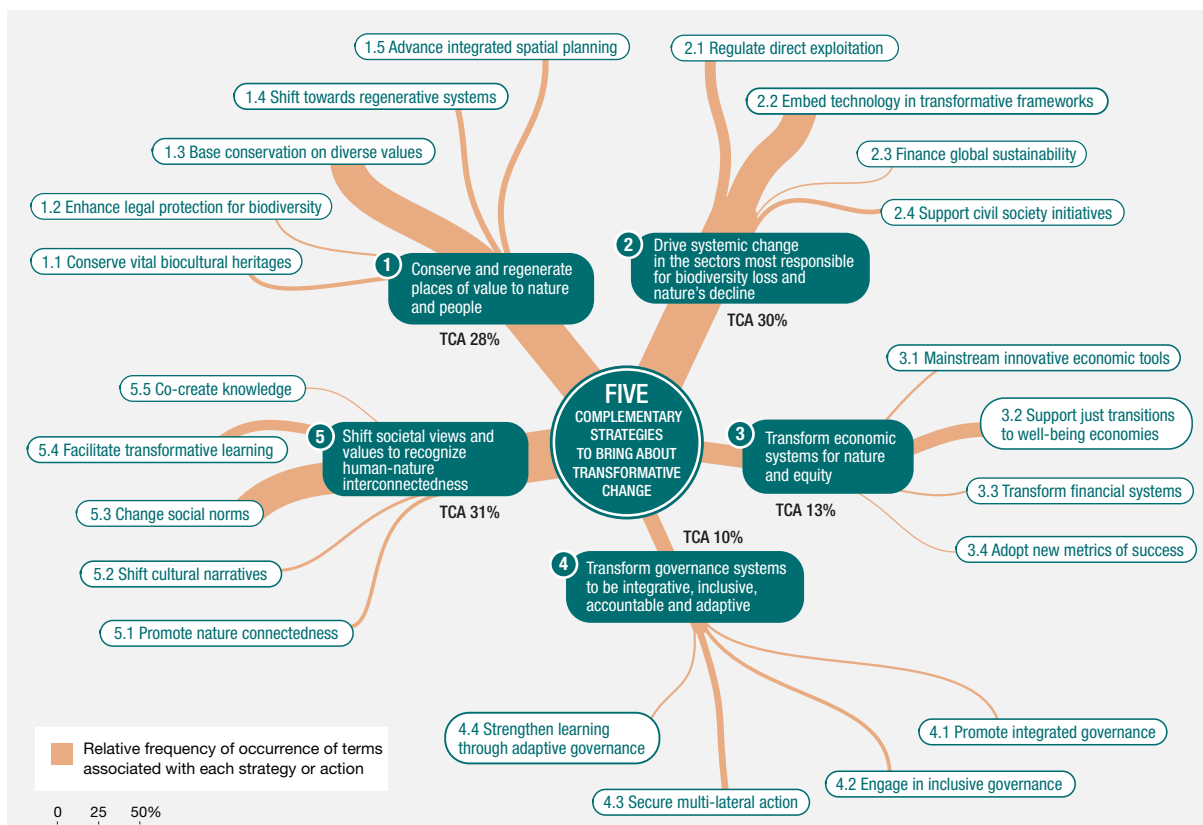 1.5 Advance integrated spatial planning
1.4 Shift towards regenerative systems
1.3 Base conservation on diverse values
1.2 Enhance legal protection for biodiversity
1.1 Conserve vital biocultural heritages
1
Conserve and regenerate
places of value to nature
and people
TCA 28%
2.1 Regulate direct exploitation
2.2 Embed technology in transformative frameworks
2.3 Finance global sustainability
2.4 Support civil society initiatives
2
Drive systemic change
in the sectors most responsible
for biodiversity loss and
nature's decline
TCA 30%
FIVE
COMPLEMENTARY
STRATEGIES
TO BRING ABOUT
TRANSFORMATIVE
CHANGE
3.1 Mainstream innovative economic tools
3.2 Support just transitions
to well-being economies
3
Transform economic
systems for nature
and equity
3.3 Transform financial systems
TCA 13%
3.4 Adopt new metrics of success
5.5 Co-create knowledge
5.4 Facilitate transformative learning
5
Shift societal views and
values to recognize
human-nature
interconnectedness
5.3 Change social norms
TCA 31%
5.2 Shift cultural narratives
5.1 Promote nature connectedness
TCA 10%
4
Transform governance systems
to be integrative, inclusive,
accountable and adaptive
4.4 Strengthen learning
through adaptive governance
4.1 Promote integrated governance
4.2 Engage in inclusive governance
4.3 Secure multi-lateral action
Relative frequency of occurrence of terms
associated with each strategy or action
0 25 50%